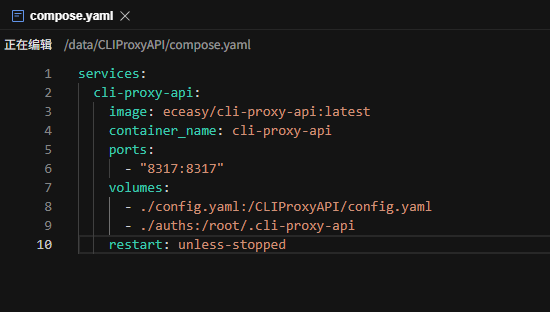 compose.yaml
正在编辑 /data/CLIProxyAPI/compose.yaml
1 services:
2   cli-proxy-api:
3     image: eceasy/cli-proxy-api:latest
4     container_name: cli-proxy-api
5     ports:
6       - "8317:8317"
7     volumes:
8       - ./config.yaml:/CLIProxyAPI/config.yaml
9       - ./auths:/root/.cli-proxy-api
10     restart: unless-stopped